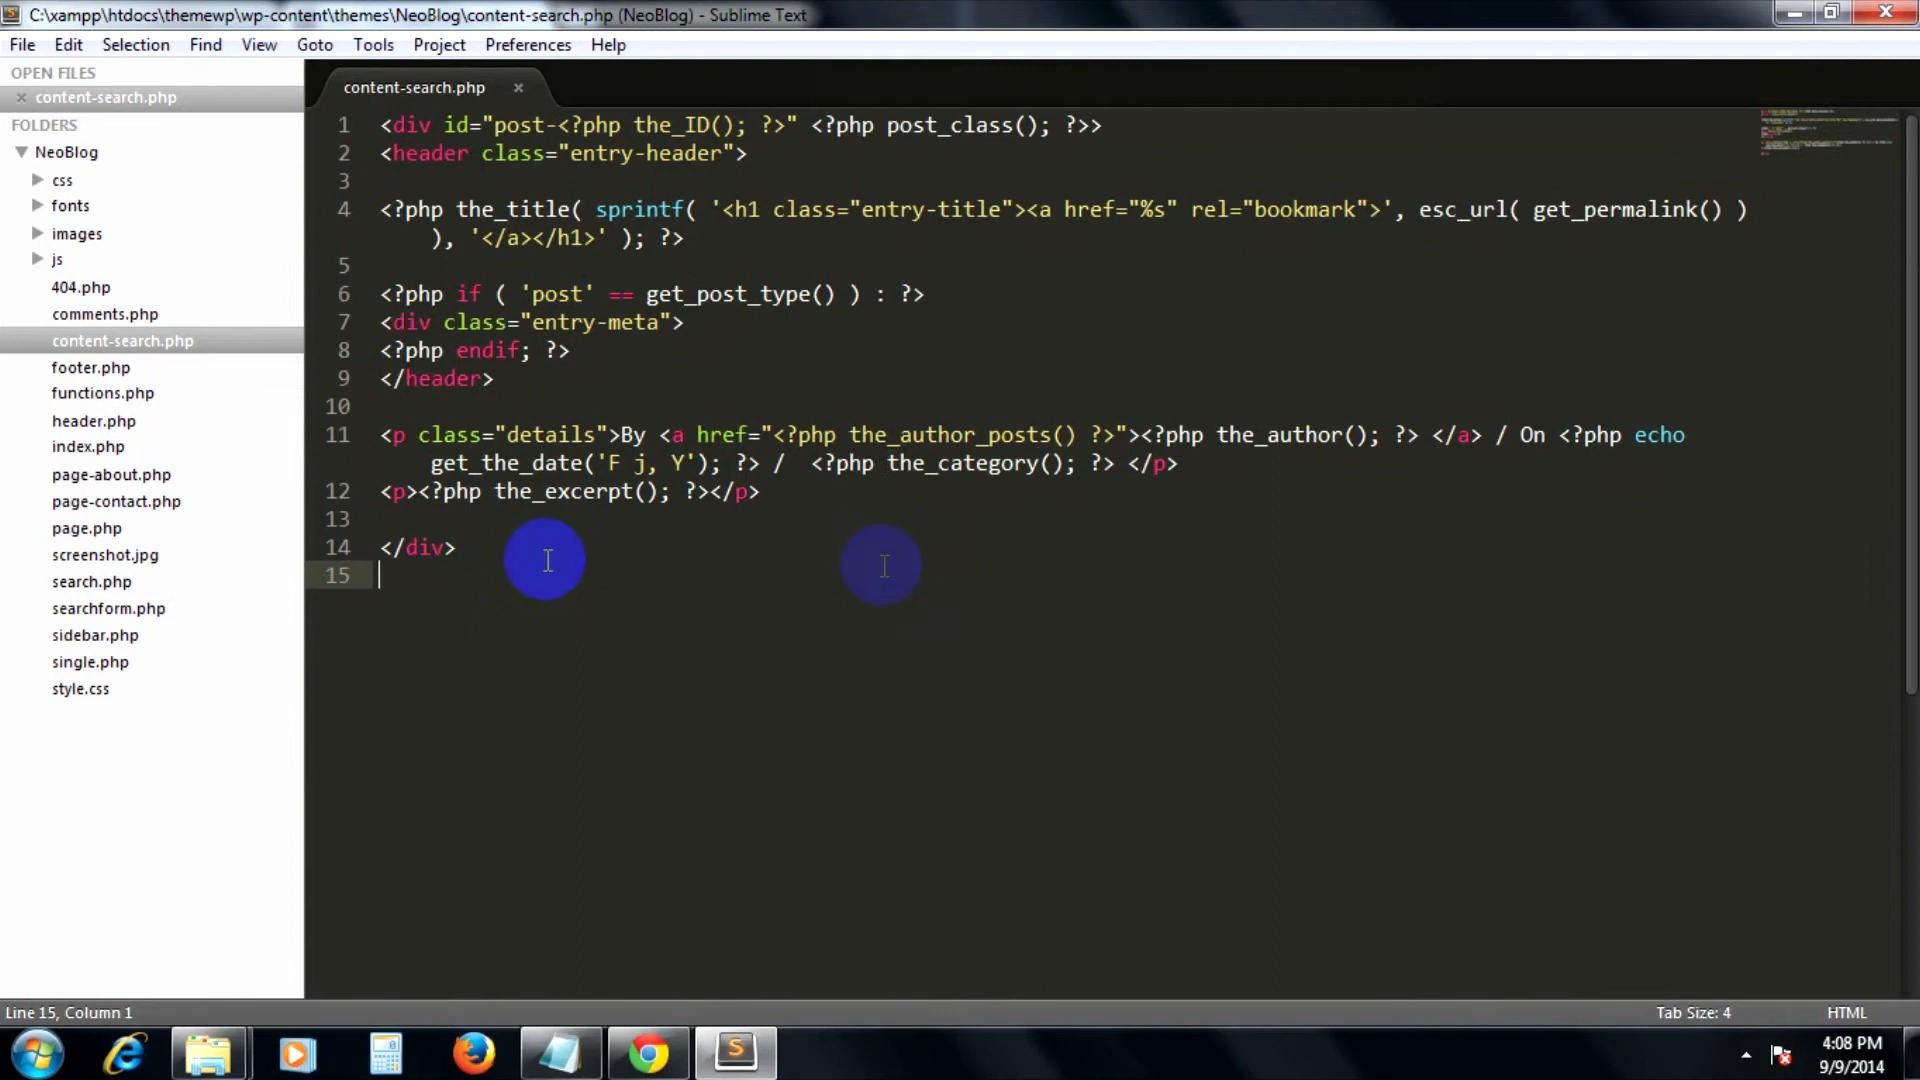 C:\xampp\htdocs\themewp\wp-content\themes\NeoBlog\content-search.php (NeoBlog) - Sublime Text
File Edit Selection Find View Goto Tools Project Preferences Help
OPEN FILES
content-search.php
FOLDERS
NeoBlog
css
fonts
images
js
404.php
comments.php
content-search.php
footer.php
functions.php
header.php
index.php
page-about.php
page-contact.php
page.php
screenshot.jpg
search.php
searchform.php
sidebar.php
single.php
style.css
content-search.php
1 <div id="post-<?php the_ID(); ?>" <?php post_class(); ?>>
2 <header class="entry-header">
3
4 <?php the_title( sprintf( '<h1 class="entry-title"><a href="%s" rel="bookmark">', esc_url( get_permalink() )
), '</a></h1>' ); ?>
5
6 <?php if ( 'post' == get_post_type() ) : ?>
7 <div class="entry-meta">
8 <?php endif; ?>
9 </header>
10
11 <p class="details">By <a href="<?php the_author_posts() ?>"><?php the_author(); ?> </a> / On <?php echo
get_the_date('F j, Y'); ?> /  <?php the_category(); ?> </p>
12 <p><?php the_excerpt(); ?></p>
13
14 </div>
15
Line 15, Column 1
Tab Size: 4
HTML
4:08 PM
9/9/2014